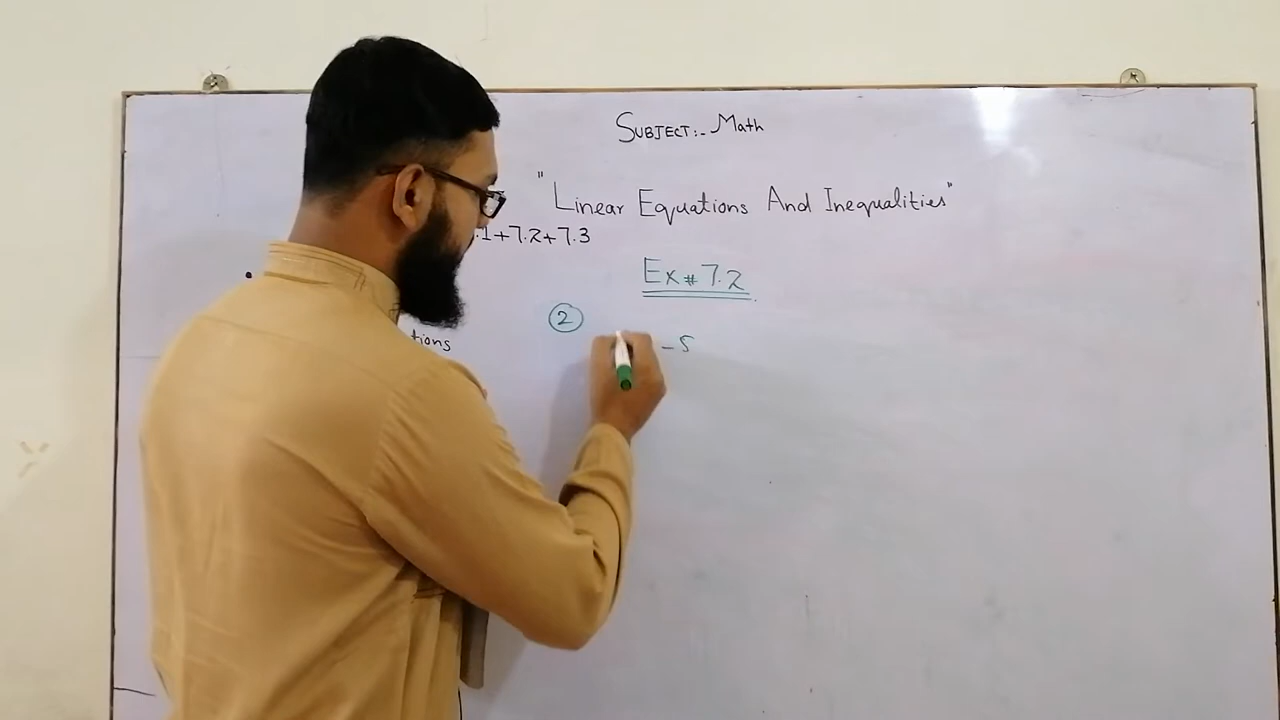 SUBJECT:- Math
"Linear Equations And Inequalities"
.1+7.2+7.3
Ex # 7.2
2
tions
- 5